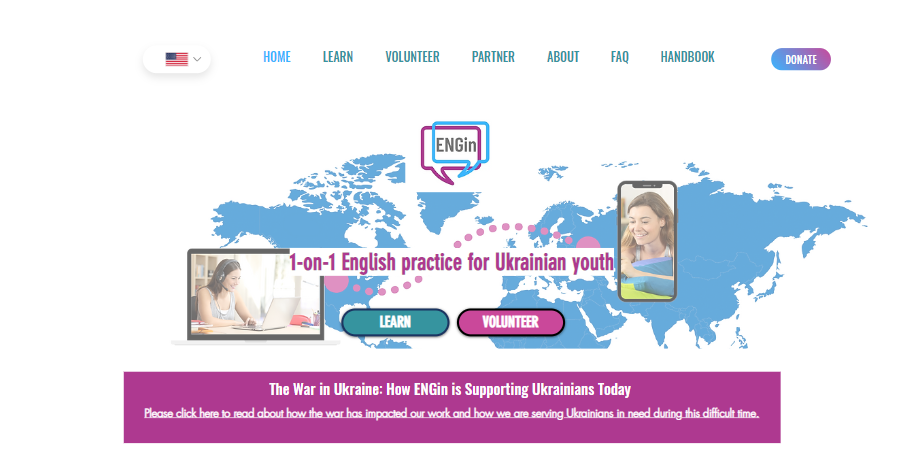 HOME LEARN VOLUNTEER PARTNER ABOUT FAQ HANDBOOK DONATE
ENGin
1-on-1 English practice for Ukrainian youth
LEARN VOLUNTEER
The War in Ukraine: How ENGin is Supporting Ukrainians Today
Please click here to read about how the war has impacted our work and how we are serving Ukrainians in need during this difficult time.